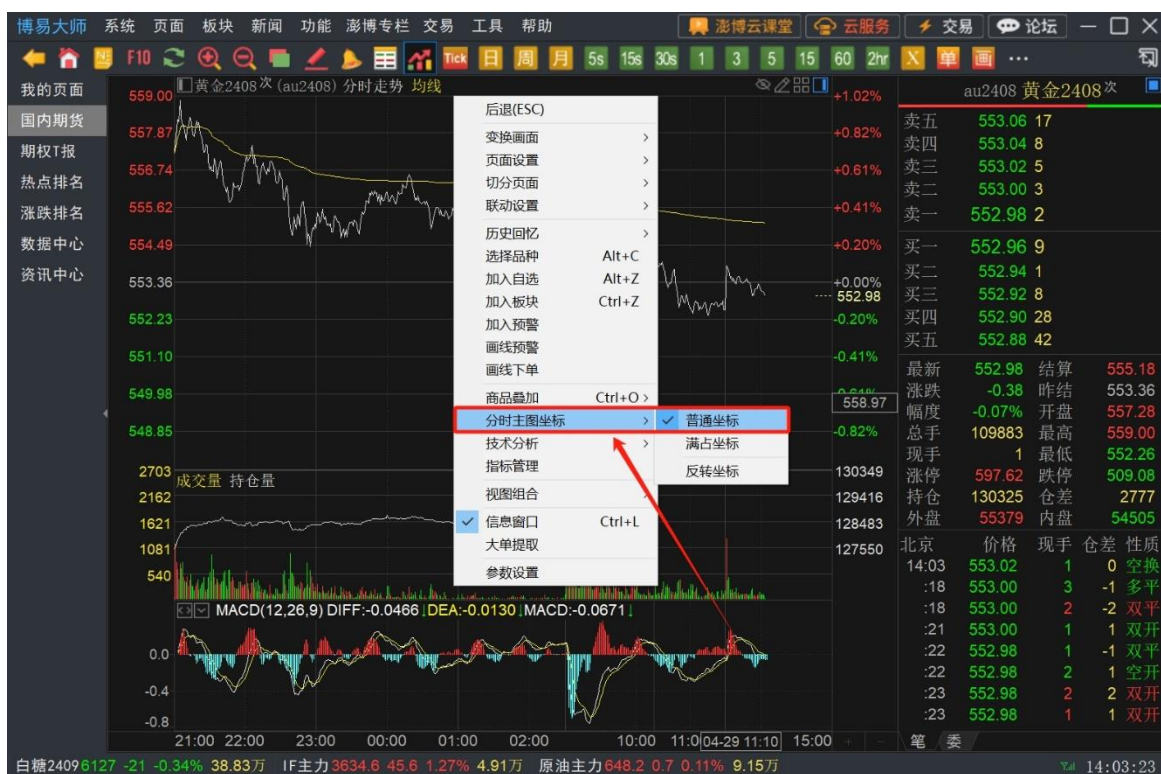 博易大师 系统 页面 板块 新闻 功能 澎博专栏 交易 工具 帮助 澎博云课堂 云服务 交易 论坛
F10 Tick 日 周 月 5s 15s 30s 1 3 5 15 60 2hr X 单 画 ···
我的页面
国内期货
期权T报
热点排名
涨跌排名
数据中心
资讯中心
黄金2408次 (au2408) 分时走势 均线
559.00 +1.02%
557.87 +0.82%
556.74 +0.61%
555.62 +0.41%
554.49 +0.20%
553.36 +0.00%
552.98
552.23 -0.20%
551.10 -0.41%
549.98
558.97
548.85 -0.82%
后退(ESC)
变换画面
页面设置
切分页面
联动设置
历史回忆
选择品种 Alt+C
加入自选 Alt+Z
加入板块 Ctrl+Z
加入预警
画线预警
画线下单
商品叠加 Ctrl+O
分时主图坐标
技术分析
指标管理
视图组合
信息窗口 Ctrl+L
大单提取
参数设置
普通坐标
满占坐标
反转坐标
成交量 持仓量
2703 130349
2162 129416
1621 128483
1081 127550
540
MACD(12,26,9) DIFF:-0.0466↓DEA:-0.0130↓MACD:-0.0671↓
0.0
-0.4
-0.8
21:00 22:00 23:00 00:00 01:00 02:00 10:00 11:0 04-29 11:10 15:00
au2408 黄金2408次
卖五 553.06 17
卖四 553.04 8
卖三 553.02 5
卖二 553.00 3
卖一 552.98 2
买一 552.96 9
买二 552.94 1
买三 552.92 8
买四 552.90 28
买五 552.88 42
最新 552.98 结算 555.18
涨跌 -0.38 昨结 553.36
幅度 -0.07% 开盘 557.28
总手 109883 最高 559.00
现手 1 最低 552.26
涨停 597.62 跌停 509.08
持仓 130325 仓差 2777
外盘 55379 内盘 54505
北京 价格 现手 仓差 性质
14:03 553.02 1 0 空换
:18 553.00 3 -1 多平
:18 553.00 2 -2 双平
:21 553.00 1 1 双开
:22 552.98 1 -1 双平
:22 552.98 2 1 空开
:23 552.98 2 2 双开
:23 552.98 1 1 双开
笔 委
白糖2409 6127 -21 -0.34% 38.83万 IF主力 3634.6 45.6 1.27% 4.91万 原油主力 648.2 0.7 0.11% 9.15万 14:03:23